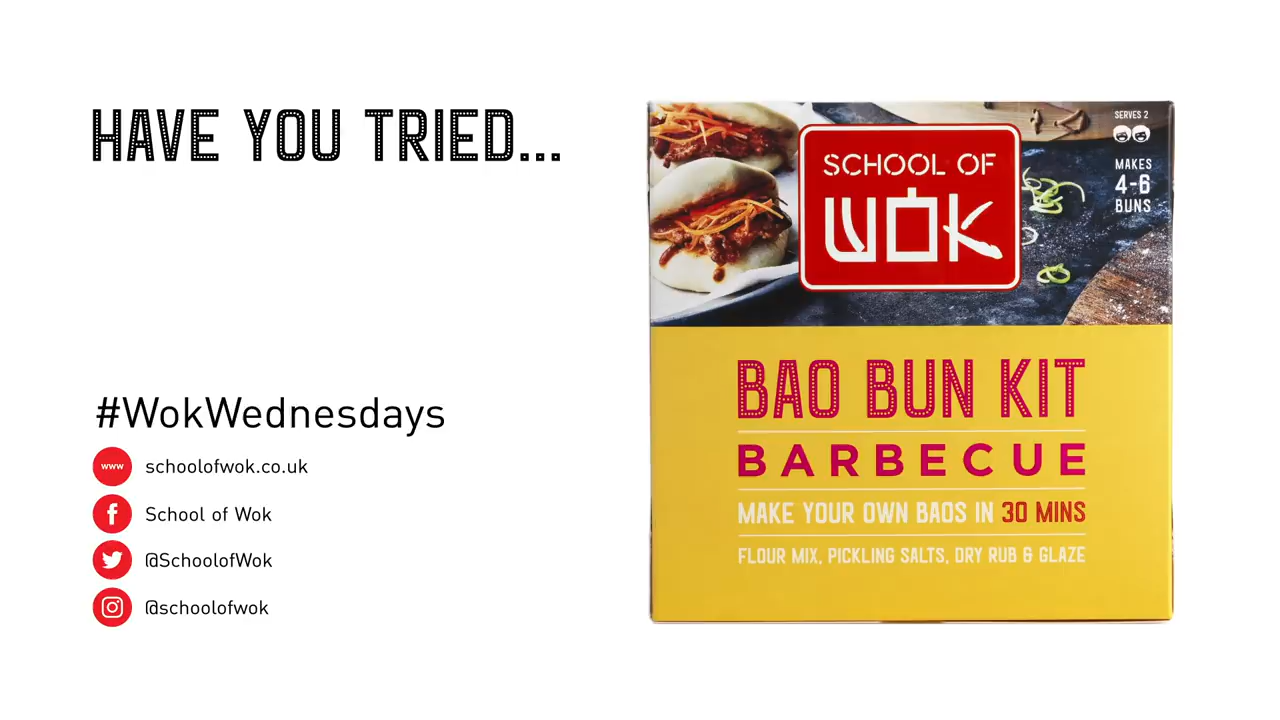 HAVE YOU TRIED...
#WokWednesdays
www schoolofwok.co.uk
School of Wok
@SchoolofWok
@schoolofwok
SCHOOL OF
WOK
SERVES 2
MAKES
4-6
BUNS
BAO BUN KIT
BARBECUE
MAKE YOUR OWN BAOS IN 30 MINS
FLOUR MIX, PICKLING SALTS, DRY RUB & GLAZE